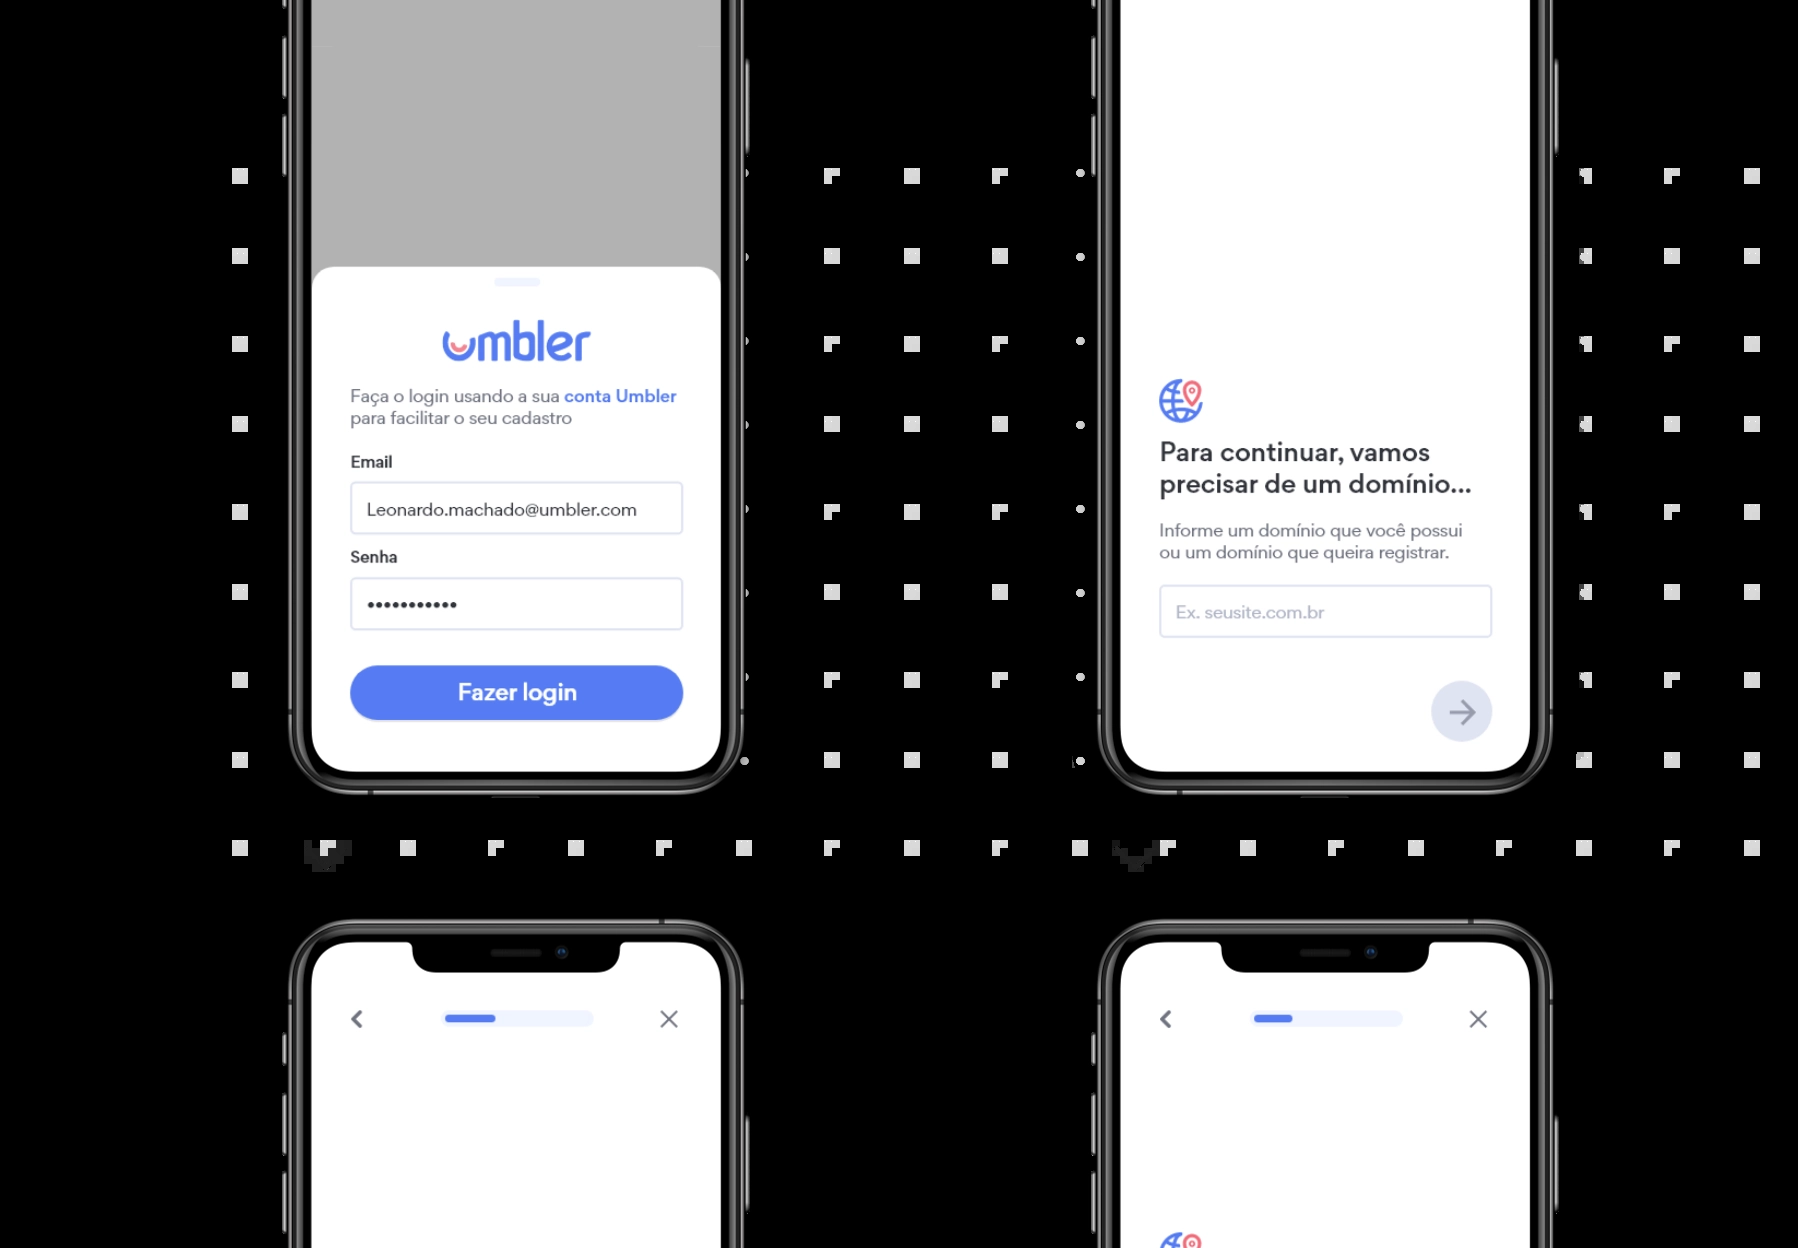 umbler
Faça o login usando a sua conta Umbler
para facilitar o seu cadastro
Email
Leonardo.machado@umbler.com
Senha
•••••••••••
Fazer login
Para continuar, vamos
precisar de um domínio...
Informe um domínio que você possui
ou um domínio que queira registrar.
Ex. seusite.com.br